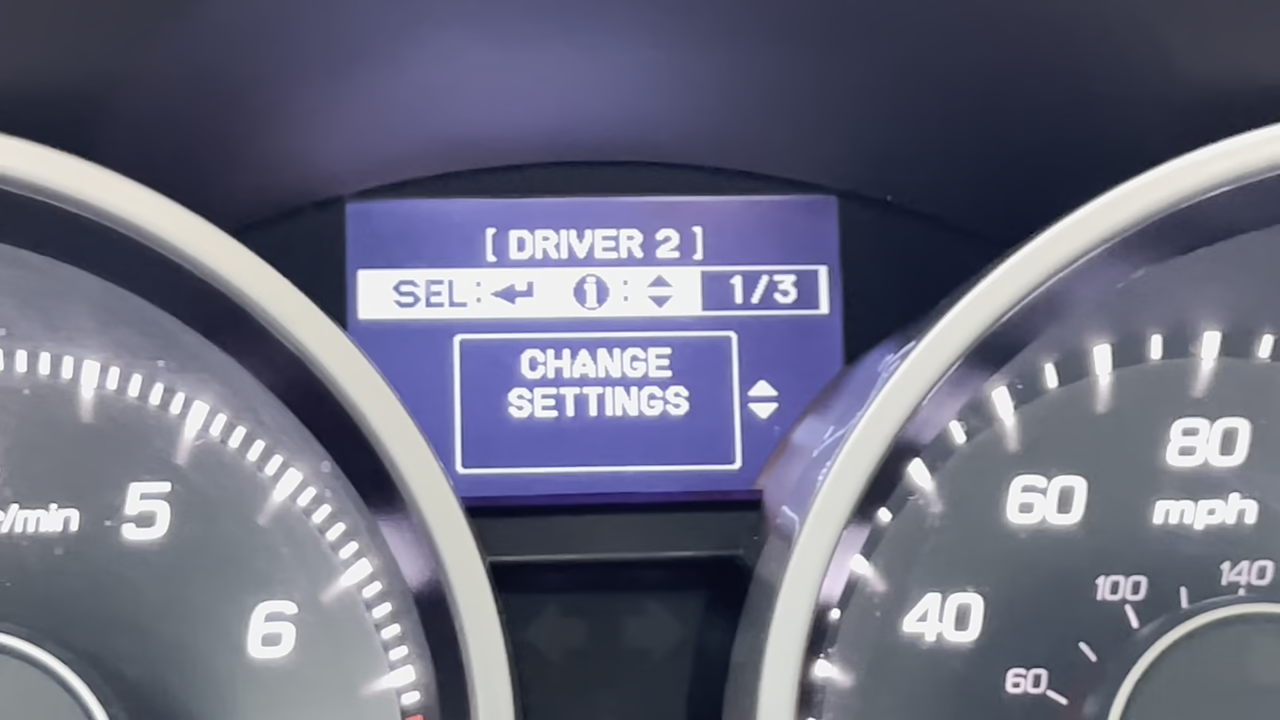 [ DRIVER 2 ]
SEL:↵ i: 1/3
CHANGE
SETTINGS
5
/min
6
40
60
80
mph
60
100
140